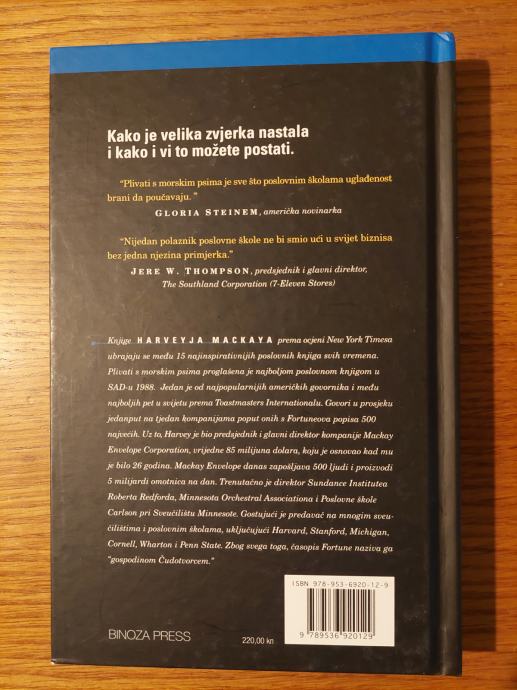 Kako je velika zvjerka nastala
i kako i vi to možete postati.
“Plivati s morskim psima je sve što poslovnim školama uglađenost
brani da poučavaju. ”
GLORIA STEINEM, američka novinarka
“Nijedan polaznik poslovne škole ne bi smio ući u svijet biznisa
bez jedna njezina primjerka.”
JERE W. THOMPSON, predsjednik i glavni direktor,
The Southland Corporation (7-Eleven Stores)
Knjige HARVEYJA MACKAYA prema ocjeni New York Timesa
ubrajaju se među 15 najinspirativnijih poslovnih knjiga svih vremena.
Plivati s morskim psima proglašena je najboljom poslovnom knjigom u
SAD-u 1988. Jedan je od najpopularnijih američkih govornika i među
najboljih pet u svijetu prema Toastmasters Internationalu. Govori u prosjeku
jedanput na tjedan kompanijama poput onih s Fortuneova popisa 500
najvećih. Uz to, Harvey je bio predsjednik i glavni direktor kompanije Mackay
Envelope Corporation, vrijedne 85 milijuna dolara, koju je osnovao kad mu
je bilo 26 godina. Mackay Envelope danas zapošljava 500 ljudi i proizvodi
5 milijardi omotnica na dan. Trenutačno je direktor Sundance Institutea
Roberta Redforda, Minnesota Orchestral Associationa i Poslovne škole
Carlson pri Sveučilištu Minnesote. Gostujući je predavač na mnogim sveu-
čilištima i poslovnim školama, uključujući Harvard, Stanford, Michigan,
Cornell, Wharton i Penn State. Zbog svega toga, časopis Fortune naziva ga
“gospodinom Čudotvorcem.”
ISBN 978-953-6920-12-9
9 789536 920129
BINOZA PRESS
220,00 kn